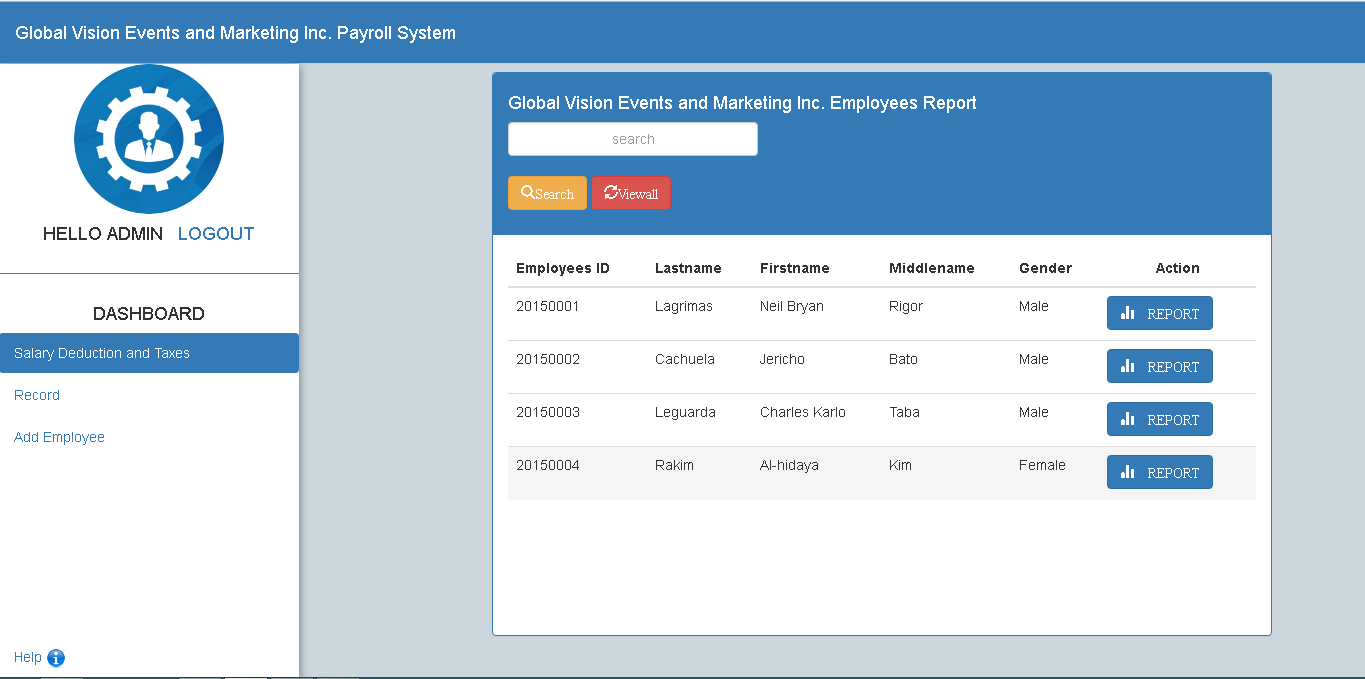 Global Vision Events and Marketing Inc. Payroll System
HELLO ADMIN LOGOUT
DASHBOARD
Salary Deduction and Taxes
Record
Add Employee
Help
Global Vision Events and Marketing Inc. Employees Report
search
Search Viewall
Employees ID Lastname Firstname Middlename Gender Action
20150001 Lagrimas Neil Bryan Rigor Male REPORT
20150002 Cachuela Jericho Bato Male REPORT
20150003 Leguarda Charles Karlo Taba Male REPORT
20150004 Rakim Al-hidaya Kim Female REPORT